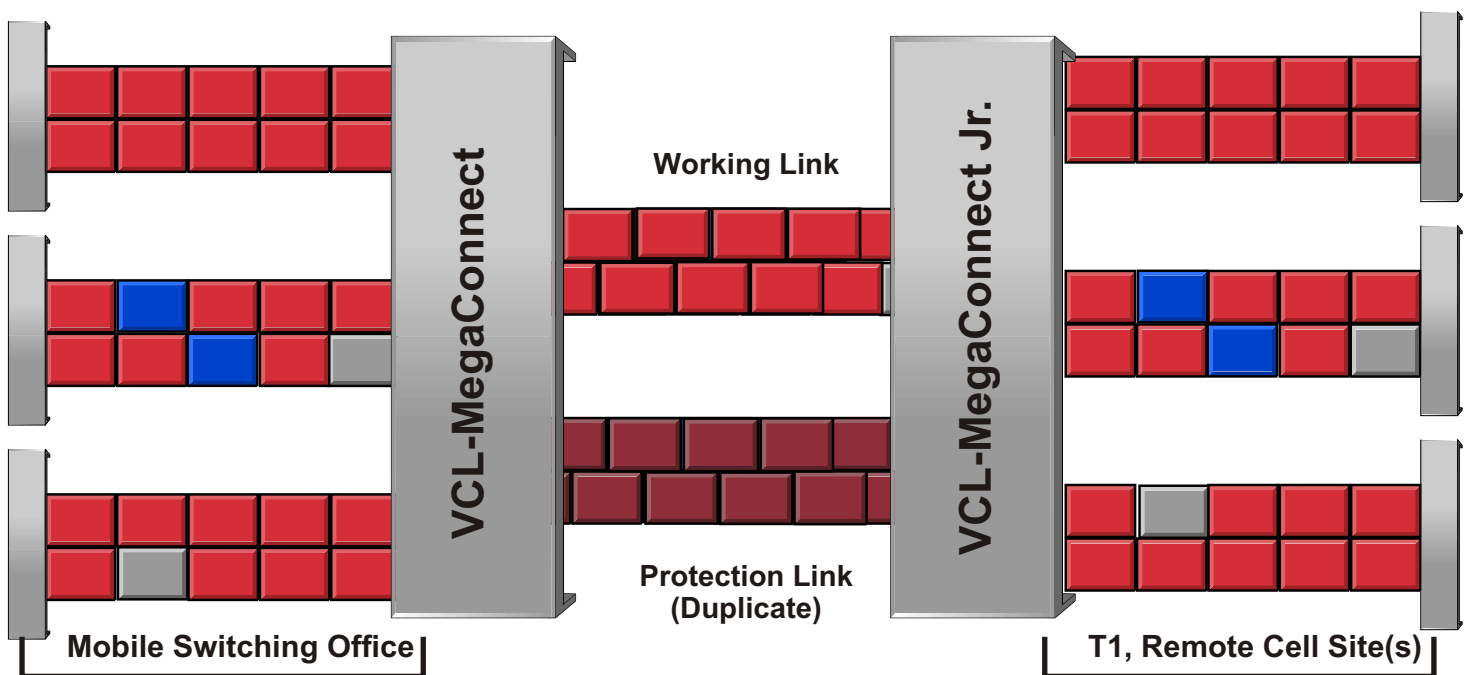 VCL-MegaConnect
Working Link
VCL-MegaConnect Jr.
Protection Link
(Duplicate)
Mobile Switching Office
T1, Remote Cell Site(s)